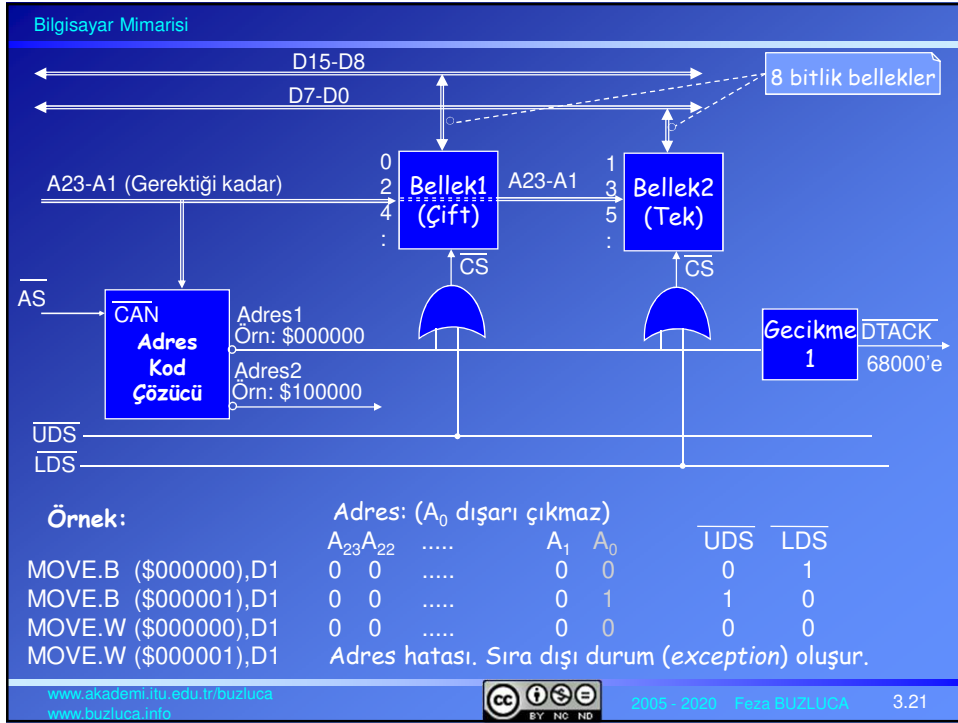 Bilgisayar Mimarisi
D15-D8
8 bitlik bellekler
D7-D0
A23-A1 (Gerektiği kadar)
0
2
4
:
Bellek1
(Çift)
A23-A1
1
3
5
:
Bellek2
(Tek)
CS
CS
AS
CAN
Adres
Kod
Çözücü
Adres1
Örn: $000000
Adres2
Örn: $100000
Gecikme
1
DTACK
68000'e
UDS
LDS
Örnek:
Adres: (A₀ dışarı çıkmaz)
A₂₃A₂₂ ..... A₁ A₀ UDS LDS
MOVE.B ($000000),D1 0 0 ..... 0 0 0 1
MOVE.B ($000001),D1 0 0 ..... 0 1 1 0
MOVE.W ($000000),D1 0 0 ..... 0 0 0 0
MOVE.W ($000001),D1 Adres hatası. Sıra dışı durum (exception) oluşur.
www.akademi.itu.edu.tr/buzluca
www.buzluca.info
cc BY NC ND
2005 - 2020 Feza BUZLUCA 3.21